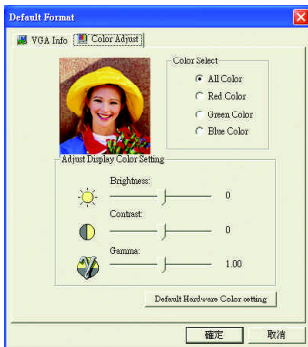 Default Format
VGA Info
Color Adjust
Color Select
All Color
Red Color
Green Color
Blue Color
Adjust Display Color Setting
Brightness:
0
Contrast:
0
Gamma:
1.00
Default Hardware Color setting
確定
取消